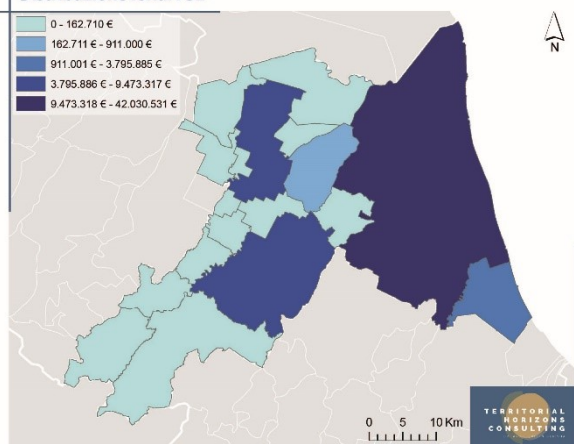 0 - 162.710 €
162.711 € - 911.000 €
911.001 € - 3.795.885 €
3.795.886 € - 9.473.317 €
9.473.318 € - 42.030.531 €
N
0 5 10 Km
TERRITORIAL
HORIZONS
CONSULTING